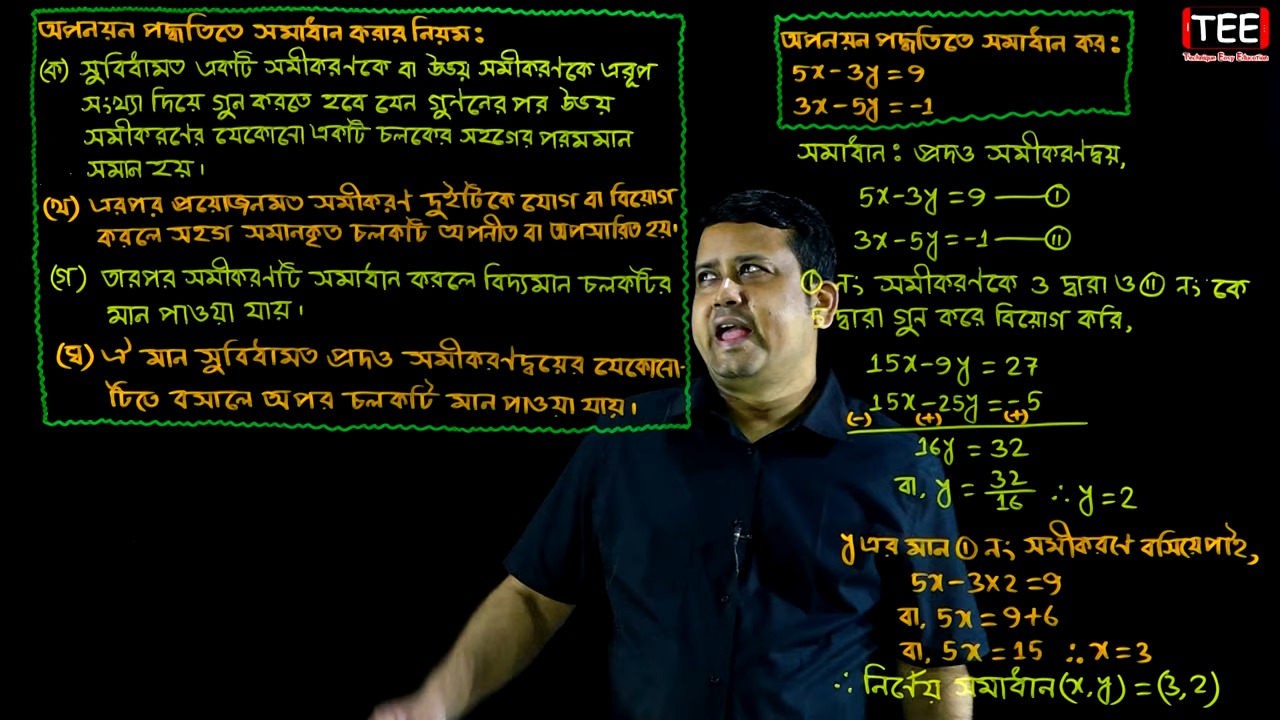 অপনয়ন পদ্ধতিতে সমাধান করার নিয়ম:
(ক) সুবিধামত একটি সমীকরণকে বা উভয় সমীকরণকে এরূপ
সংখ্যা দিয়ে গুন করতে হবে যেন গুণনের পর উভয়
সমীকরণের যেকোনো একটি চলকের সহগের পরমমান
সমান হয়।
(খ) এরপর প্রয়োজনমত সমীকরণ দুইটিকে যোগ বা বিয়োগ
করলে সহগ সমানকৃত চলকটি অপনীত বা অপসারিত হয়।
(গ) তারপর সমীকরণটি সমাধান করলে বিদ্যমান চলকটির
মান পাওয়া যায়।
(ঘ) ঐ মান সুবিধামত প্রদত্ত সমীকরণদ্বয়ের যেকোনো-
টিতে বসালে অপর চলকটি মান পাওয়া যায়।
TEE
Technique Easy Education
অপনয়ন পদ্ধতিতে সমাধান কর:
5x-3y=9
3x-5y=-1
সমাধান: প্রদত্ত সমীকরণদ্বয়,
5x-3y=9 — ⓘ
3x-5y=-1 — ⅱ
ⓘ নং সমীকরণকে 3 দ্বারা ও ⅱ নং কে
5 দ্বারা গুন করে বিয়োগ করি,
15x-9y=27
15x-25y=-5
(-) (+) (+)
16y=32
বা, y=32/16 ∴ y=2
y এর মান ⓘ নং সমীকরণে বসিয়ে পাই,
5x-3×2=9
বা, 5x=9+6
বা, 5x=15 ∴ x=3
∴ নির্ণেয় সমাধান (x,y)=(3,2)